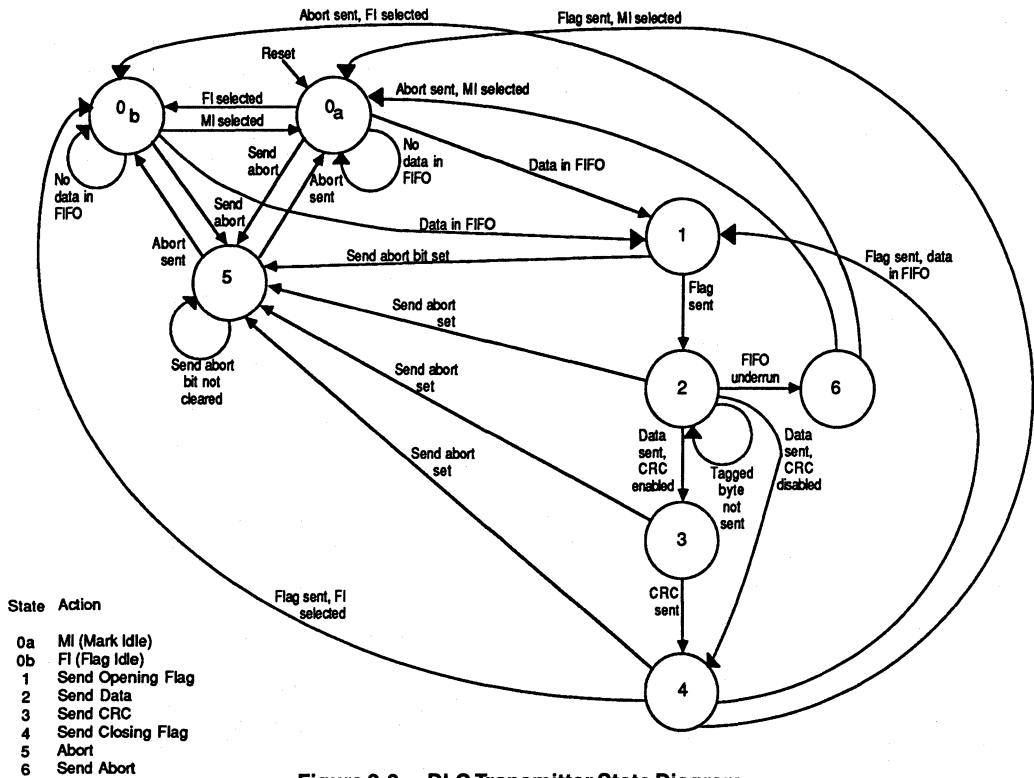 Abort sent, FI selected
Flag sent, MI selected
Reset
0b
0a
FI selected
MI selected
Abort sent, MI selected
No
data in
FIFO
No
data in
FIFO
Send
abort
Abort
sent
Send
abort
Abort
sent
Data in FIFO
Data in FIFO
1
Flag sent, data
in FIFO
Send abort bit set
5
Flag
sent
Send abort
set
Send abort
bit not
cleared
2
FIFO
underrun
6
Send abort
set
Data
sent,
CRC
enabled
Tagged
byte
not
sent
Data
sent,
CRC
disabled
Send abort
set
3
CRC
sent
Flag sent, FI
selected
4
State Action
0a MI (Mark Idle)
0b FI (Flag Idle)
1 Send Opening Flag
2 Send Data
3 Send CRC
4 Send Closing Flag
5 Abort
6 Send Abort
DLC Transmitter State Diagram